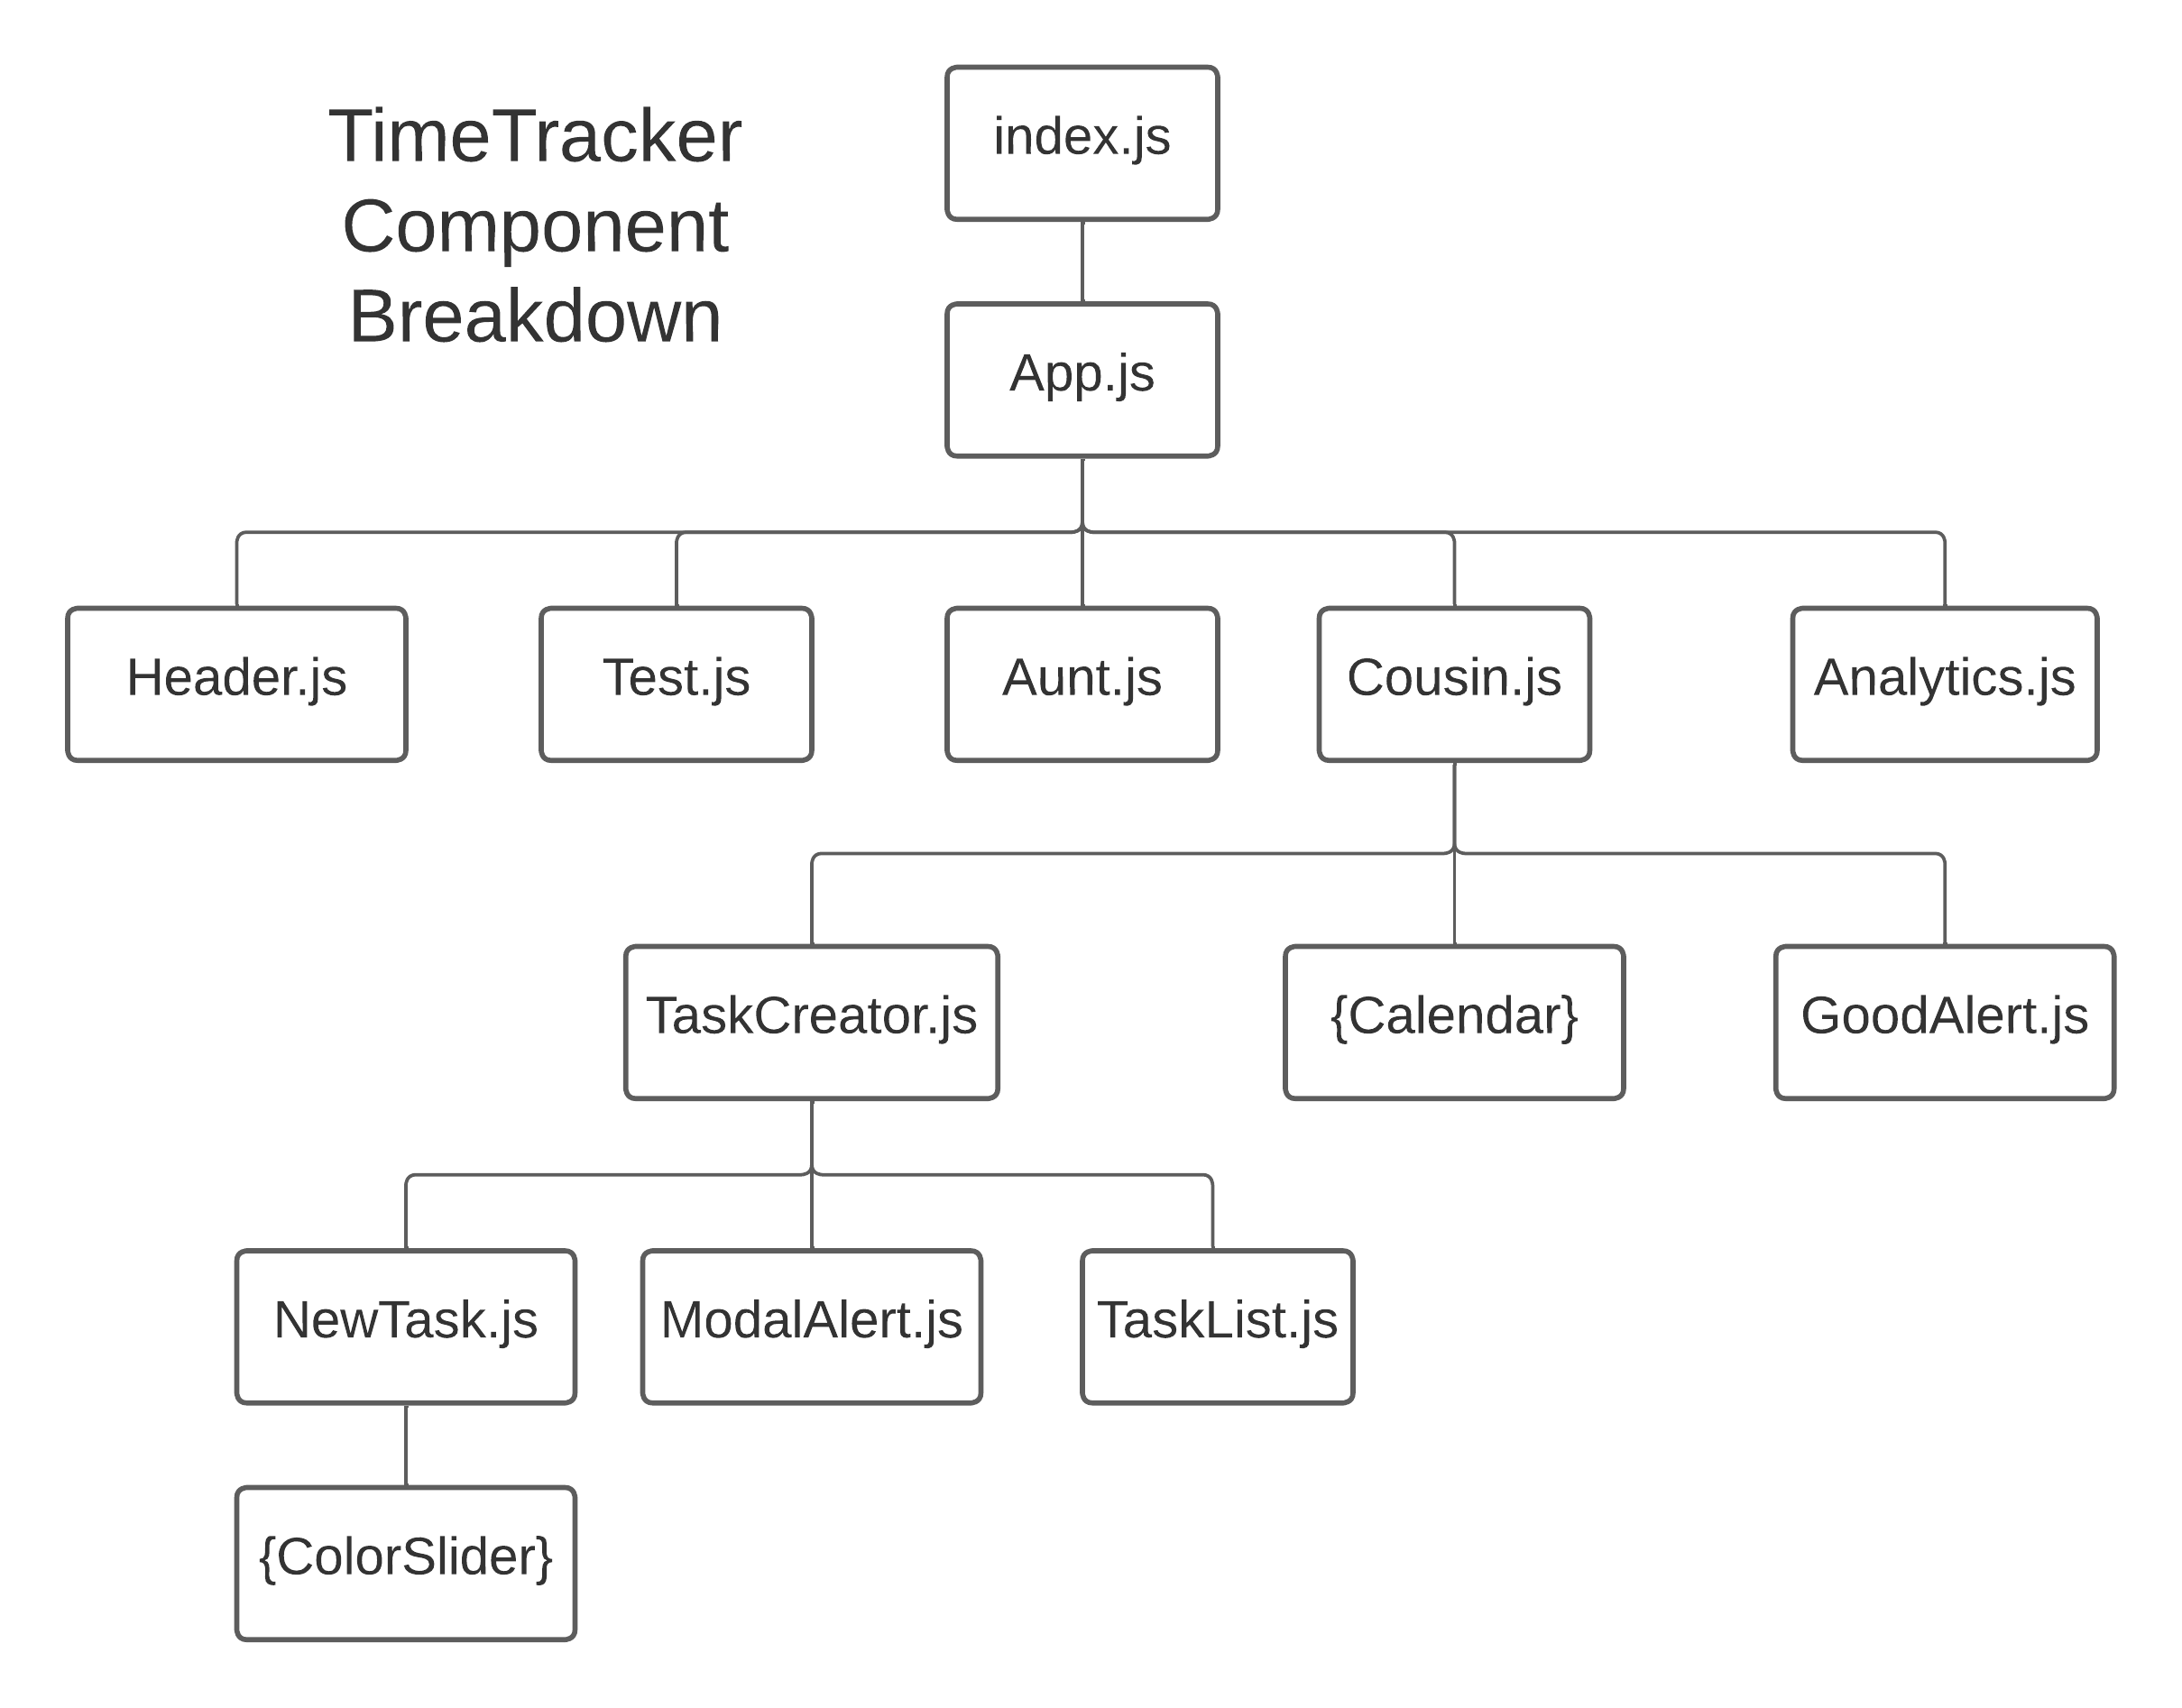 TimeTracker
Component
Breakdown
index.js
App.js
Header.js
Test.js
Aunt.js
Cousin.js
Analytics.js
TaskCreator.js
{Calendar}
GoodAlert.js
NewTask.js
ModalAlert.js
TaskList.js
{ColorSlider}